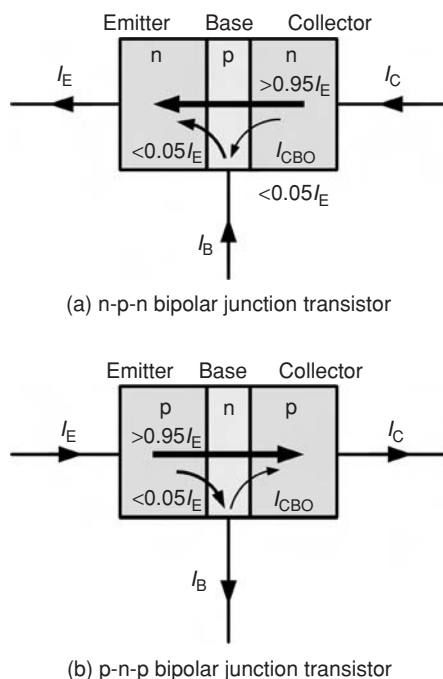 Emitter Base Collector
n p n
I_E >0.95I_E I_C
<0.05I_E I_CBO
<0.05I_E
I_B
(a) n-p-n bipolar junction transistor
Emitter Base Collector
p n p
I_E >0.95I_E I_C
<0.05I_E I_CBO
I_B
(b) p-n-p bipolar junction transistor